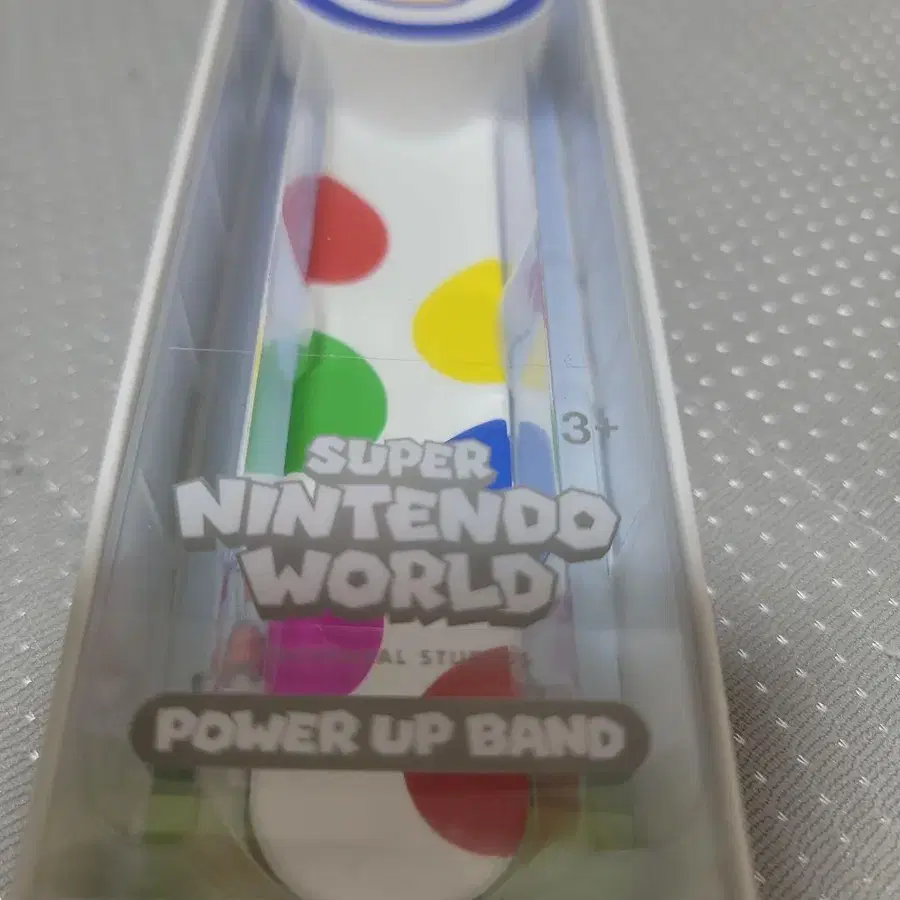 3+
SUPER
NINTENDO
WORLD
POWER UP BAND